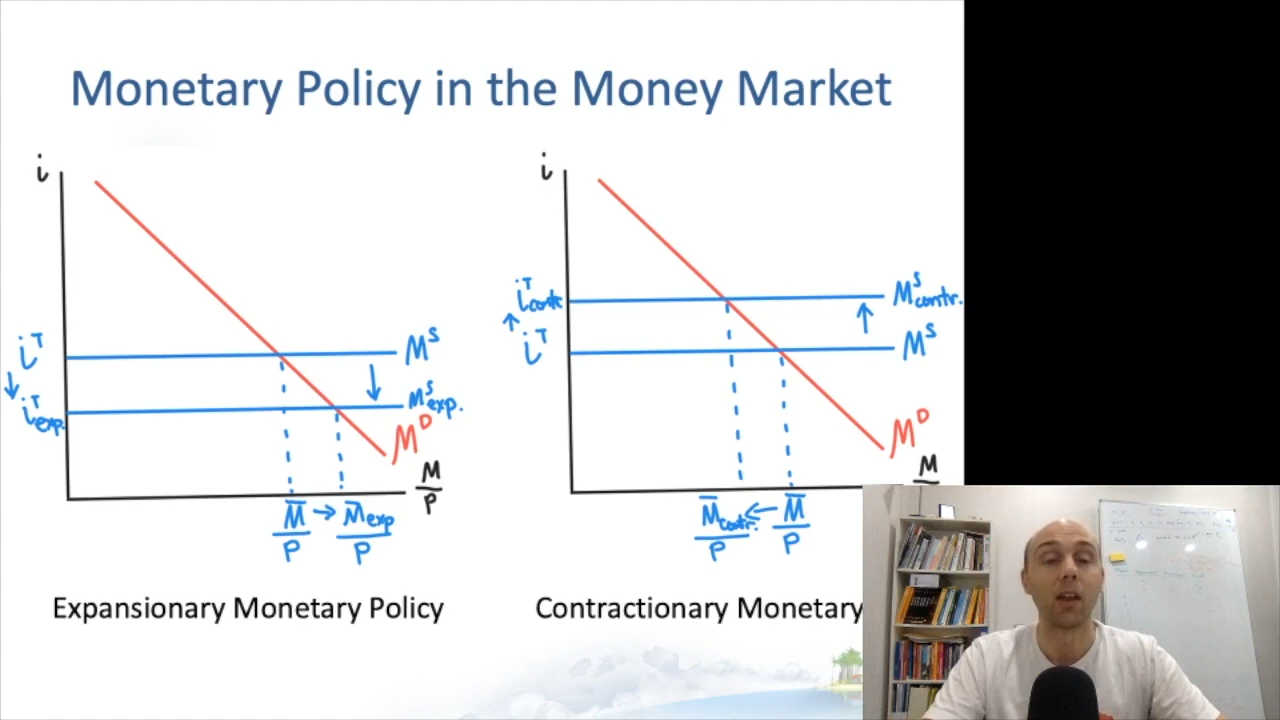 Monetary Policy in the Money Market
i
i^T
i^T_exp.
M^S
M^S_exp.
M^D
M/P
M̅/P → M̅_exp/P
Expansionary Monetary Policy
i
i^T_contr
i^T
M^S_contr.
M^S
M^D
M
M̅_contr./P ← M̅/P
Contractionary Monetary